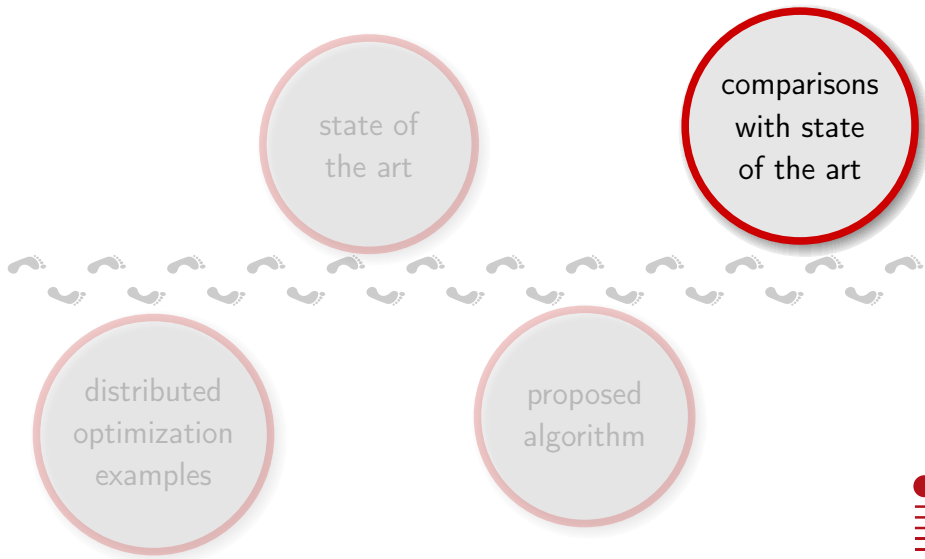 state of
the art
comparisons
with state
of the art
distributed
optimization
examples
proposed
algorithm